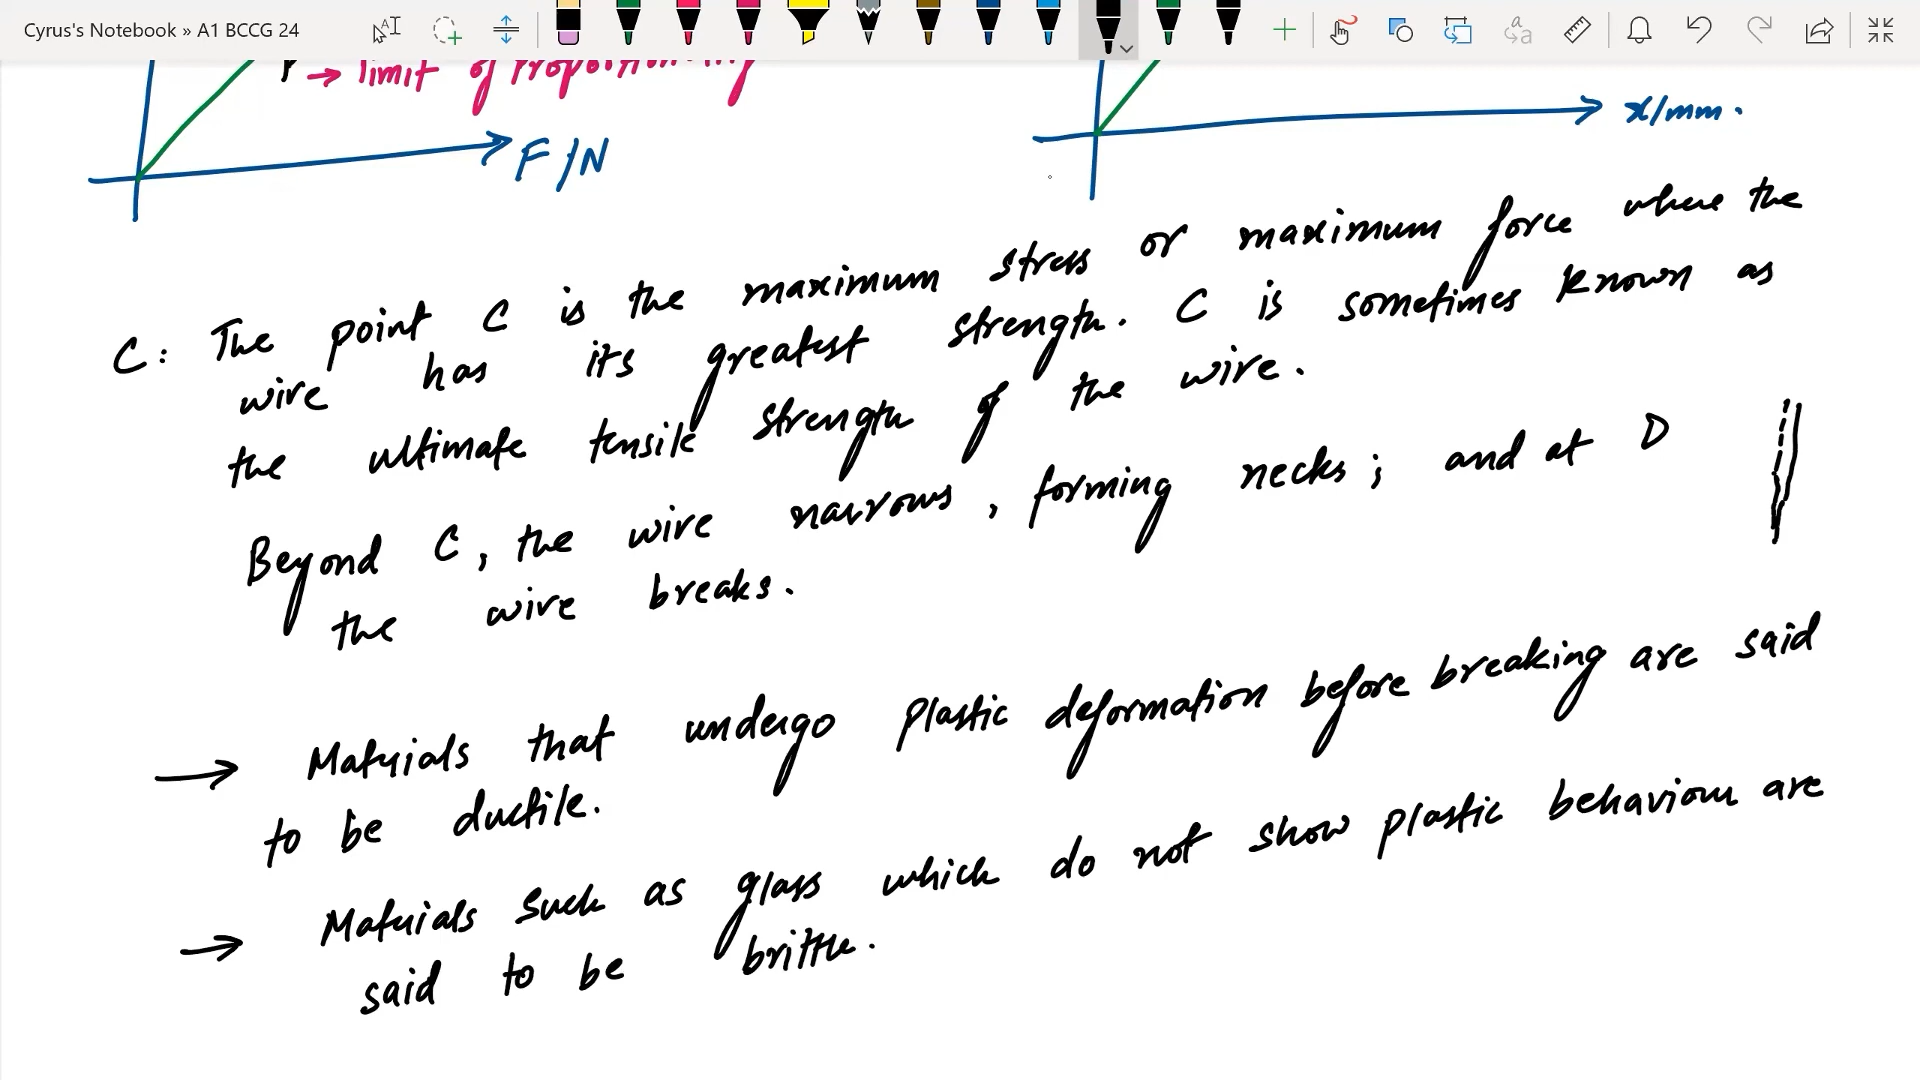 Cyrus's Notebook » A1 BCCG 24
P → limit of Proportionality
F/N
x/mm.
C: The point C is the maximum stress or maximum force where the
wire has its greatest strength. C is sometimes known as
the ultimate tensile strength of the wire.
Beyond C, the wire narrows, forming necks; and at D
the wire breaks.
→ Materials that undergo plastic deformation before breaking are said
to be ductile.
→ Materials such as glass which do not show plastic behaviour are
said to be brittle.